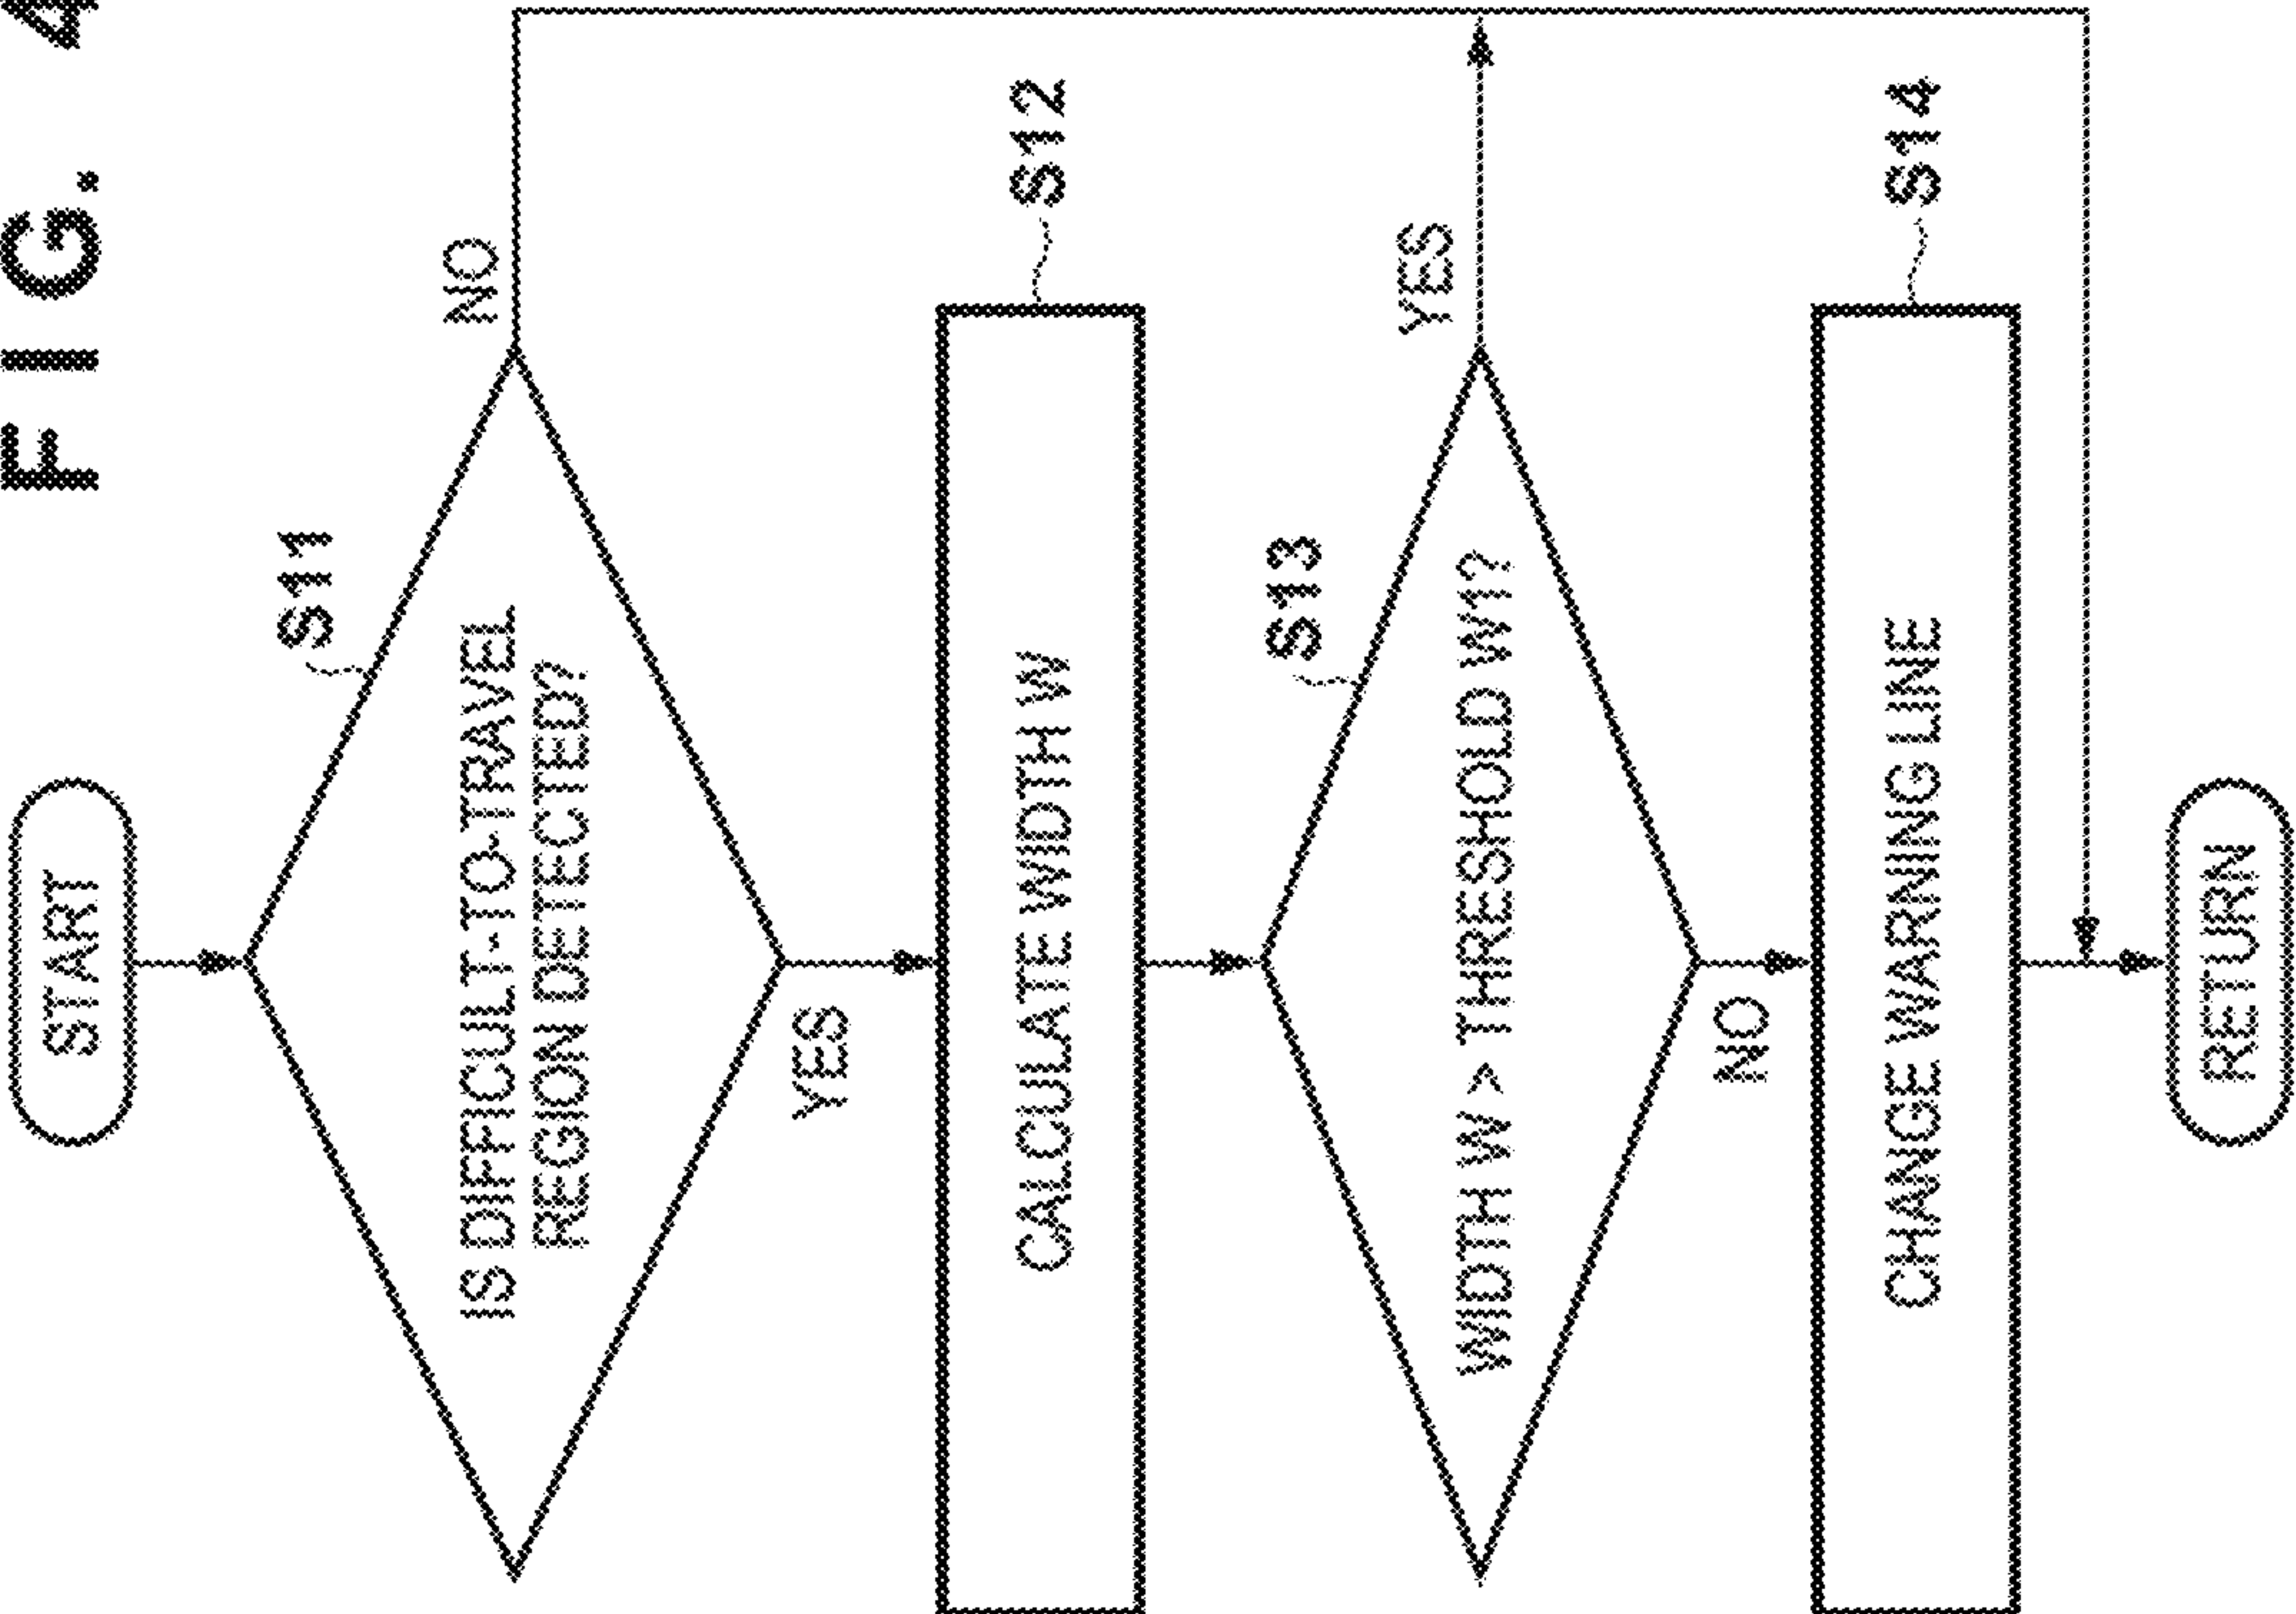 FIG. 4
START
S11
IS DIFFICULT-TO-TRAVEL
REGION DETECTED?
NO
YES
CALCULATE WIDTH W
S12
S13
WIDTH W > THRESHOLD W1?
YES
NO
CHANGE WARNING LINE
S14
RETURN